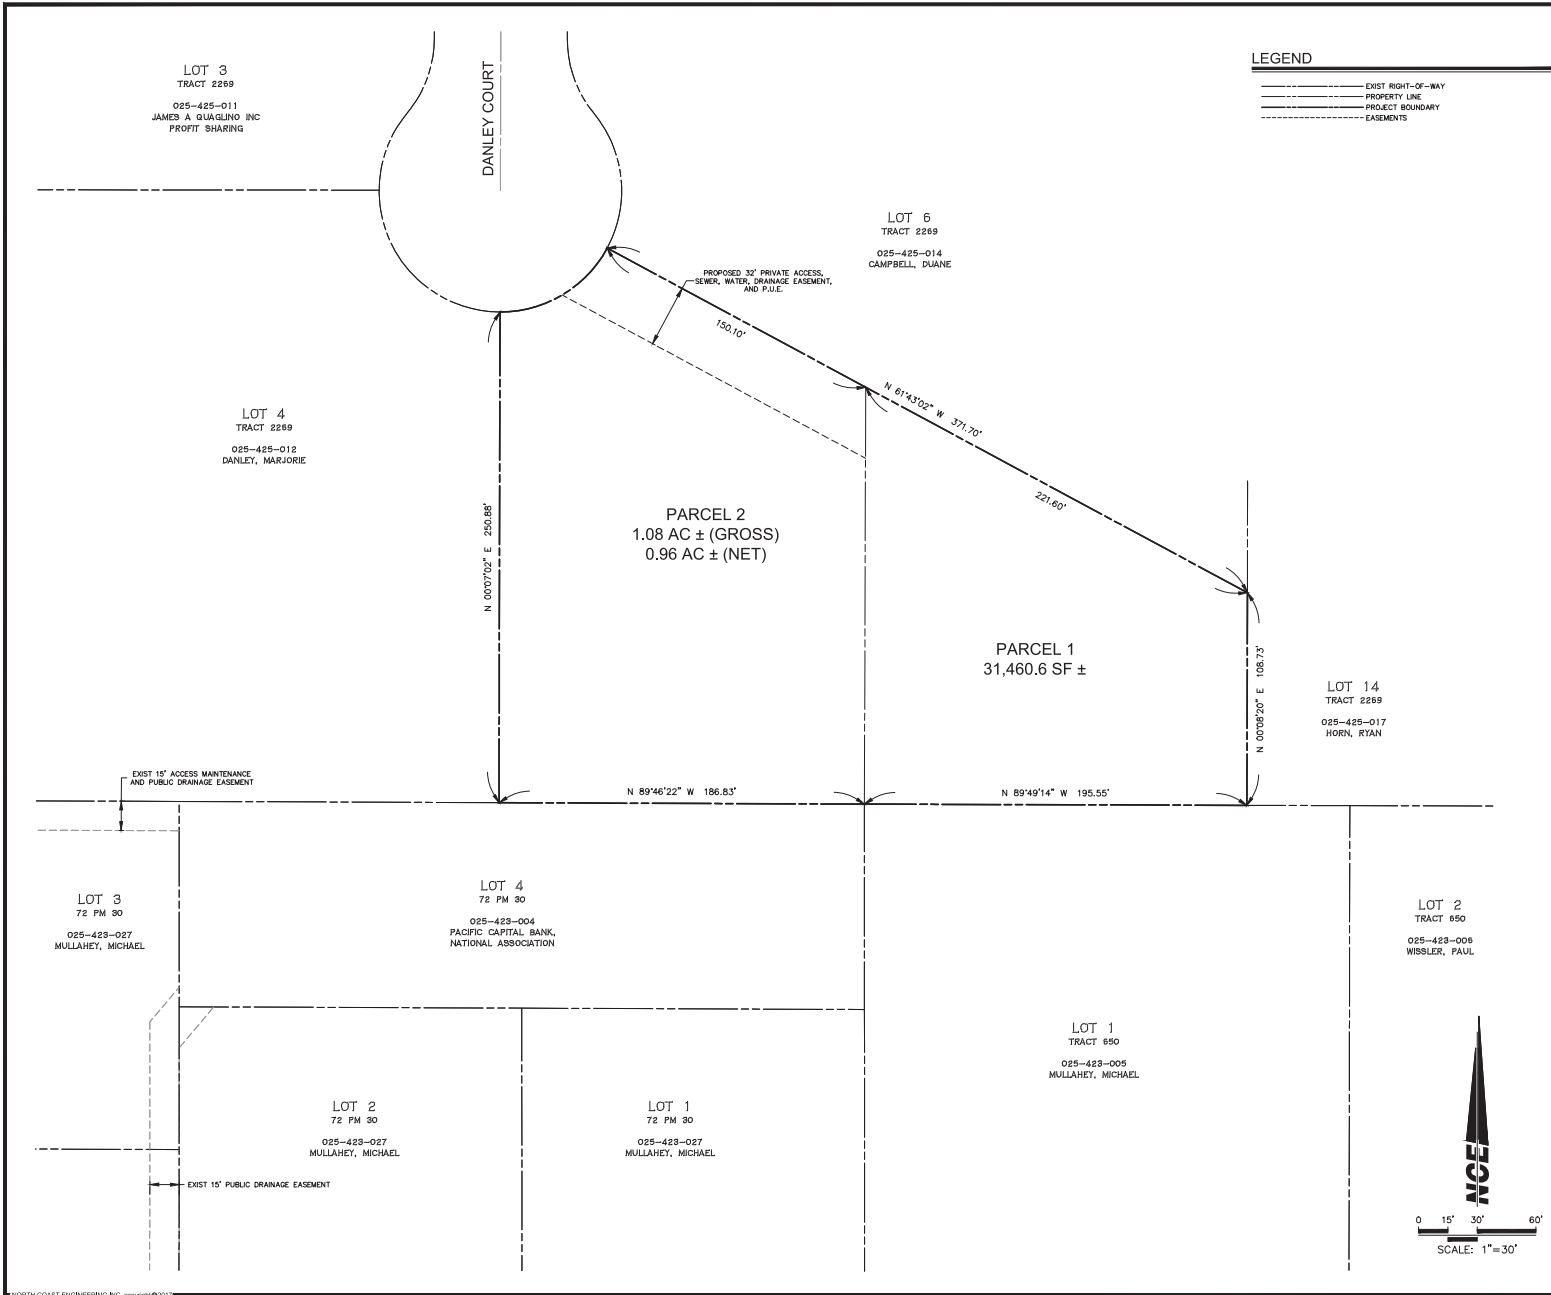 LOT 3
TRACT 2269
025-425-011
JAMES A QUAGLINO INC
PROFIT SHARING
DANLEY COURT
LEGEND
EXIST RIGHT-OF-WAY
PROPERTY LINE
PROJECT BOUNDARY
EASEMENTS
LOT 6
TRACT 2269
025-425-014
CAMPBELL, DUANE
PROPOSED 32' PRIVATE ACCESS,
SEWER, WATER, DRAINAGE EASEMENT,
AND P.U.E.
150.10'
N 61°43'02" W 371.70'
221.60'
LOT 4
TRACT 2269
025-425-012
DANLEY, MARJORIE
N 00°07'02" E 250.88'
PARCEL 2
1.08 AC ± (GROSS)
0.96 AC ± (NET)
PARCEL 1
31,460.6 SF ±
N 00°08'20" E 108.73'
LOT 14
TRACT 2269
025-425-017
HORN, RYAN
EXIST 15' ACCESS MAINTENANCE
AND PUBLIC DRAINAGE EASEMENT
N 89°46'22" W 186.83'
N 89°49'14" W 195.55'
LOT 3
72 PM 30
025-423-027
MULLAHEY, MICHAEL
LOT 4
72 PM 30
025-423-004
PACIFIC CAPITAL BANK,
NATIONAL ASSOCIATION
LOT 2
TRACT 650
025-423-006
WISSLER, PAUL
LOT 1
TRACT 650
025-423-005
MULLAHEY, MICHAEL
LOT 2
72 PM 30
025-423-027
MULLAHEY, MICHAEL
LOT 1
72 PM 30
025-423-027
MULLAHEY, MICHAEL
EXIST 15' PUBLIC DRAINAGE EASEMENT
NCE
0 15' 30' 60'
SCALE: 1"=30'
NORTH COAST ENGINEERING INC. copyright©2017